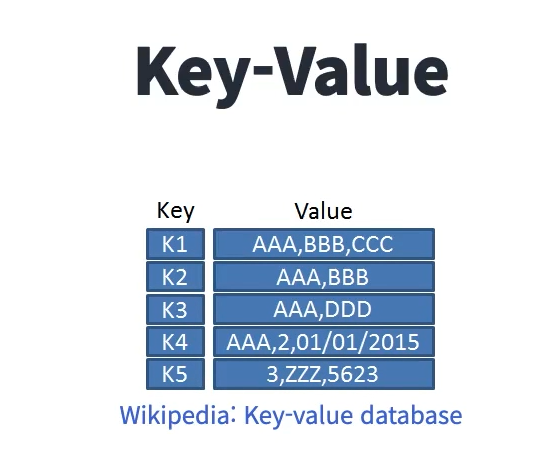 Key-Value
Key Value
K1 AAA,BBB,CCC
K2 AAA,BBB
K3 AAA,DDD
K4 AAA,2,01/01/2015
K5 3,ZZZ,5623
Wikipedia: Key-value database